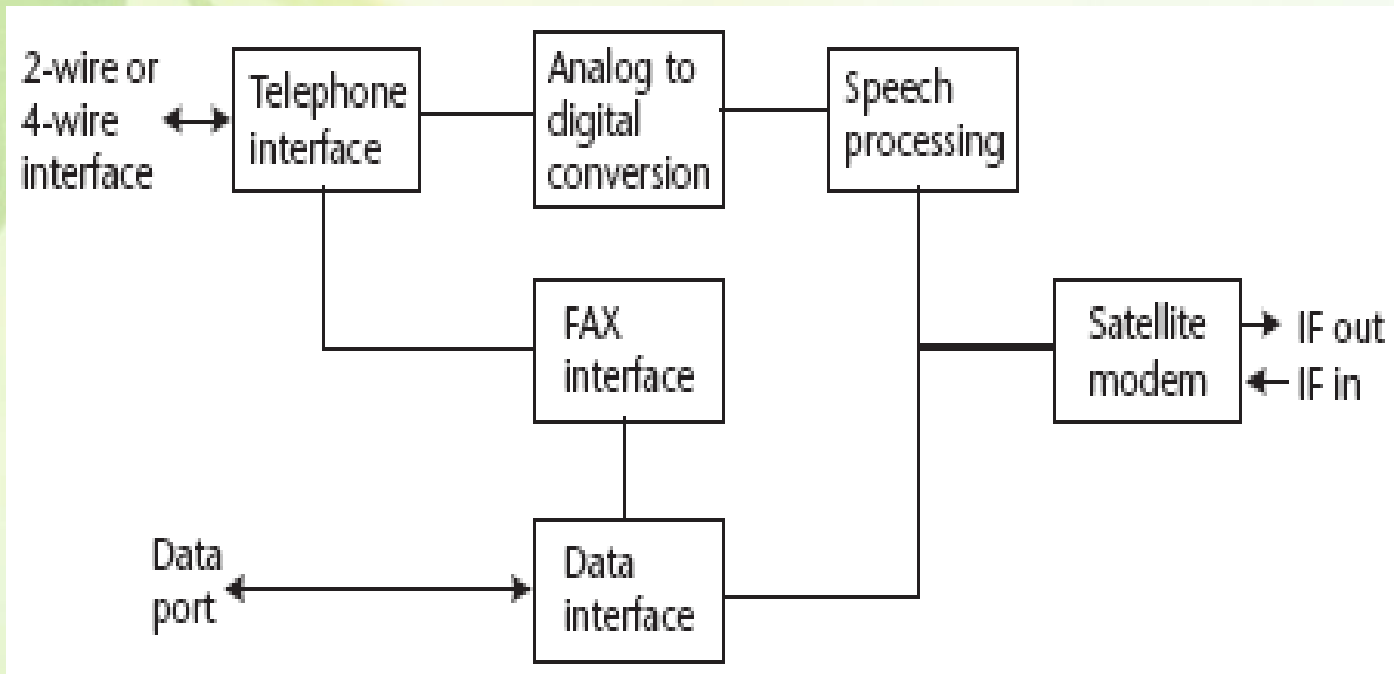 2-wire or
4-wire
interface
Telephone
interface
Analog to
digital
conversion
Speech
processing
FAX
interface
Satellite
modem
IF out
IF in
Data
port
Data
interface